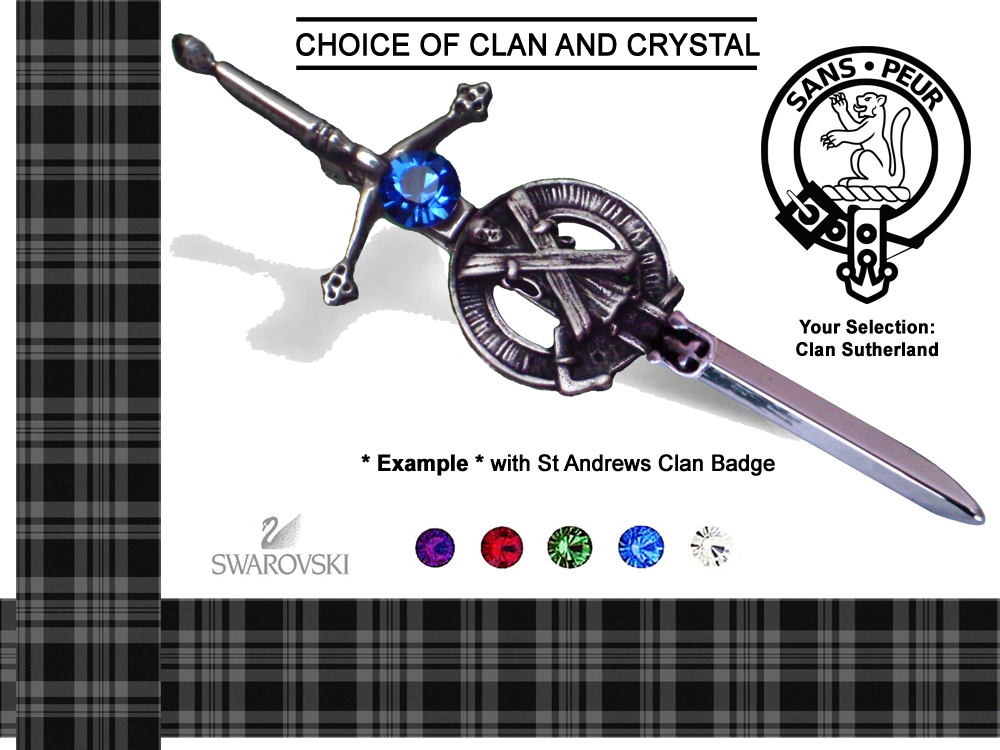 CHOICE OF CLAN AND CRYSTAL
SANS • PEUR
Your Selection:
Clan Sutherland
* Example * with St Andrews Clan Badge
SWAROVSKI